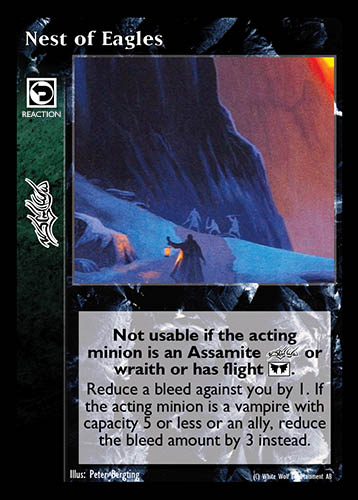 Nest of Eagles
REACTION
Not usable if the acting
minion is an Assamite or
wraith or has flight .
Reduce a bleed against you by 1. If
the acting minion is a vampire with
capacity 5 or less or an ally, reduce
the bleed amount by 3 instead.
Illus: Peter Bergting
(C) White Wolf Entertainment AB